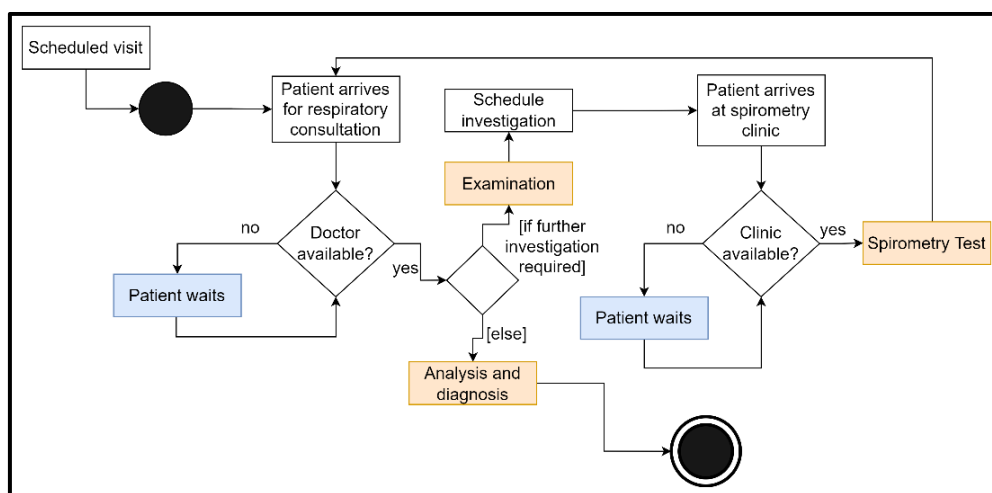 Scheduled visit
Patient arrives
for respiratory
consultation
Doctor
available?
no
yes
Patient waits
[if further
investigation
required]
Examination
Schedule
investigation
[else]
Analysis and
diagnosis
Patient arrives
at spirometry
clinic
Clinic
available?
no
yes
Patient waits
Spirometry Test